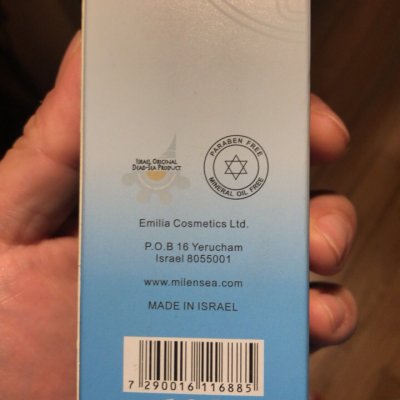 ISRAEL ORIGINAL
DEAD-SEA PRODUCT
PARABEN FREE
MINERAL OIL FREE
Emilia Cosmetics Ltd.
P.O.B 16 Yerucham
Israel 8055001
www.milensea.com
MADE IN ISRAEL
7 290016 116885